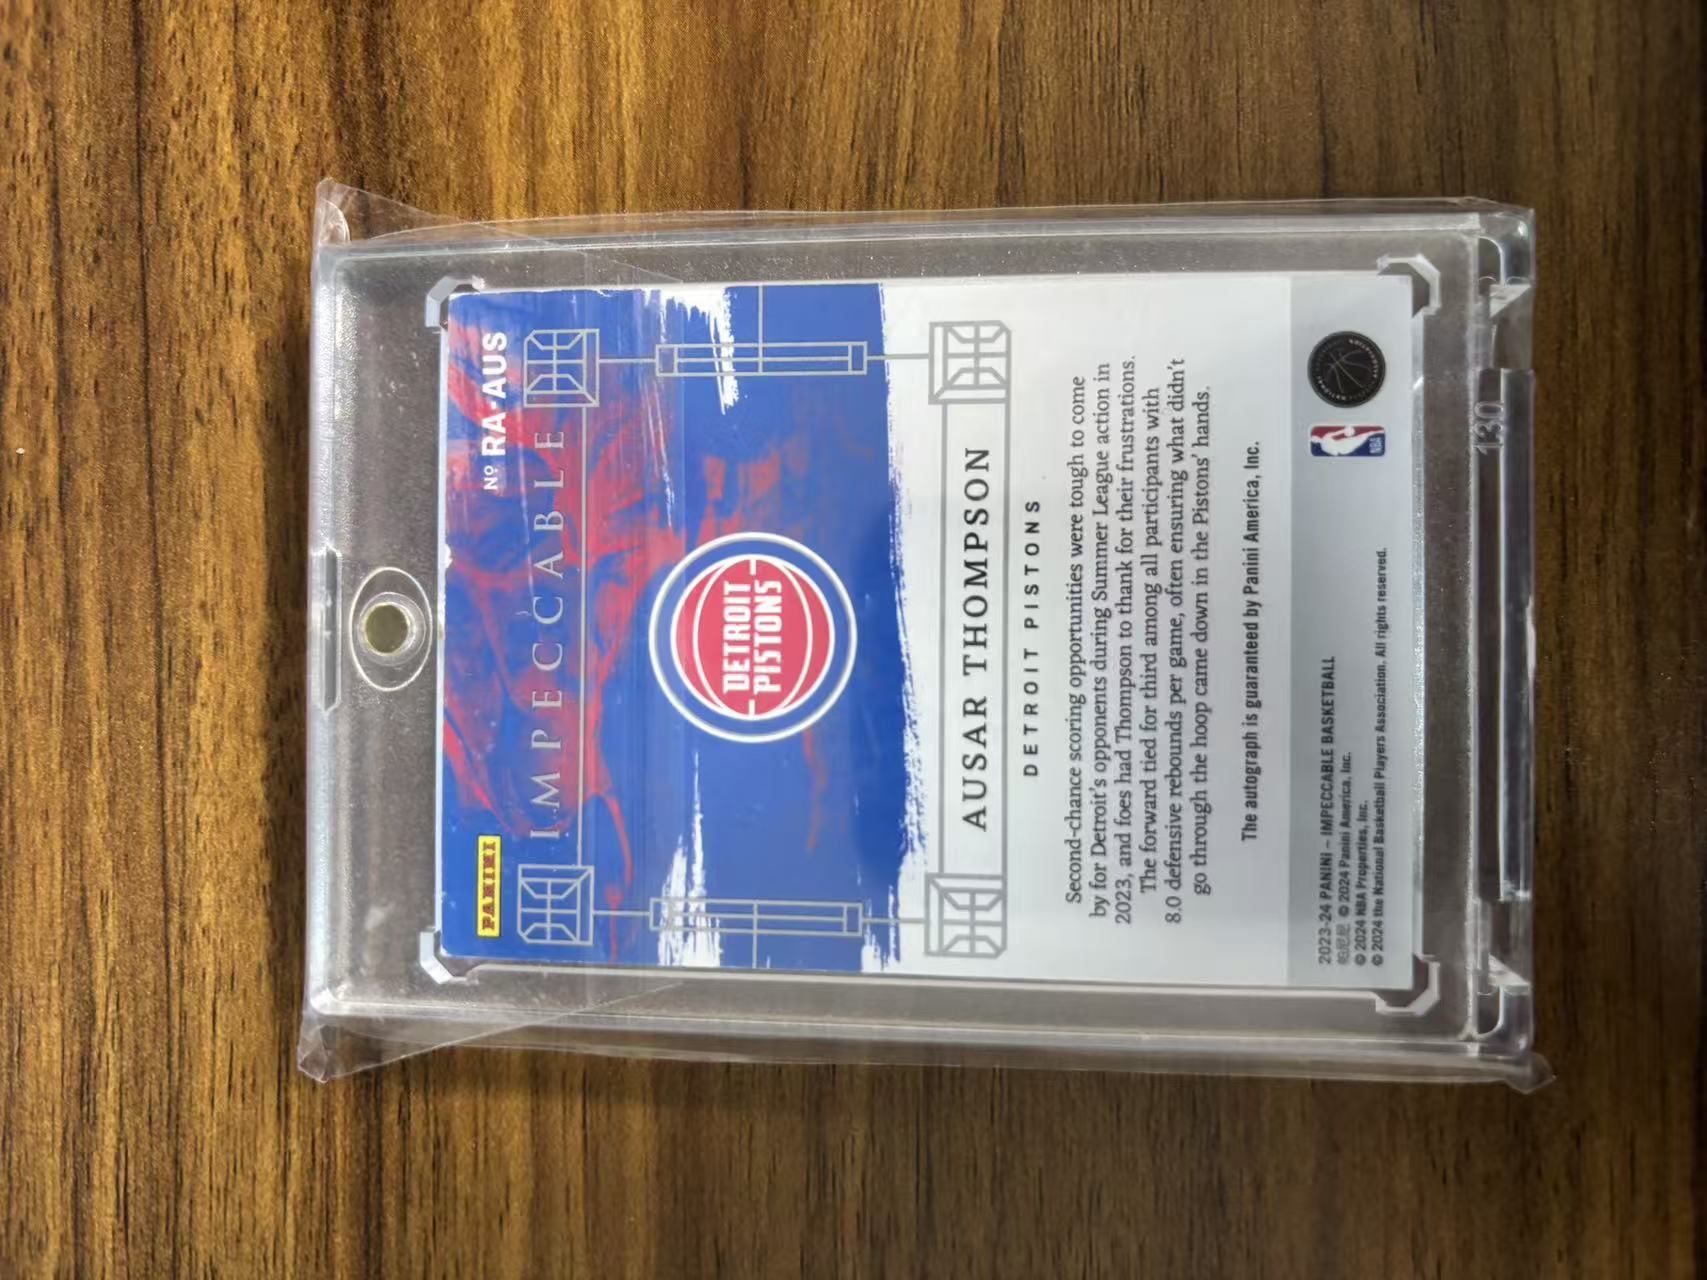 Nº RA-AUS
PANINI
IMPECCABLE
DETROIT
PISTONS
AUSAR THOMPSON
DETROIT PISTONS
Second-chance scoring opportunities were tough to come
by for Detroit's opponents during Summer League action in
2023, and foes had Thompson to thank for their frustrations.
The forward tied for third among all participants with
8.0 defensive rebounds per game, often ensuring what didn't
go through the hoop came down in the Pistons' hands.
The autograph is guaranteed by Panini America, Inc.
2023-24 PANINI – IMPECCABLE BASKETBALL
帕尼尼 © 2024 Panini America, Inc.
© 2024 NBA Properties, Inc.
© 2024 the National Basketball Players Association. All rights reserved.
NBA
130